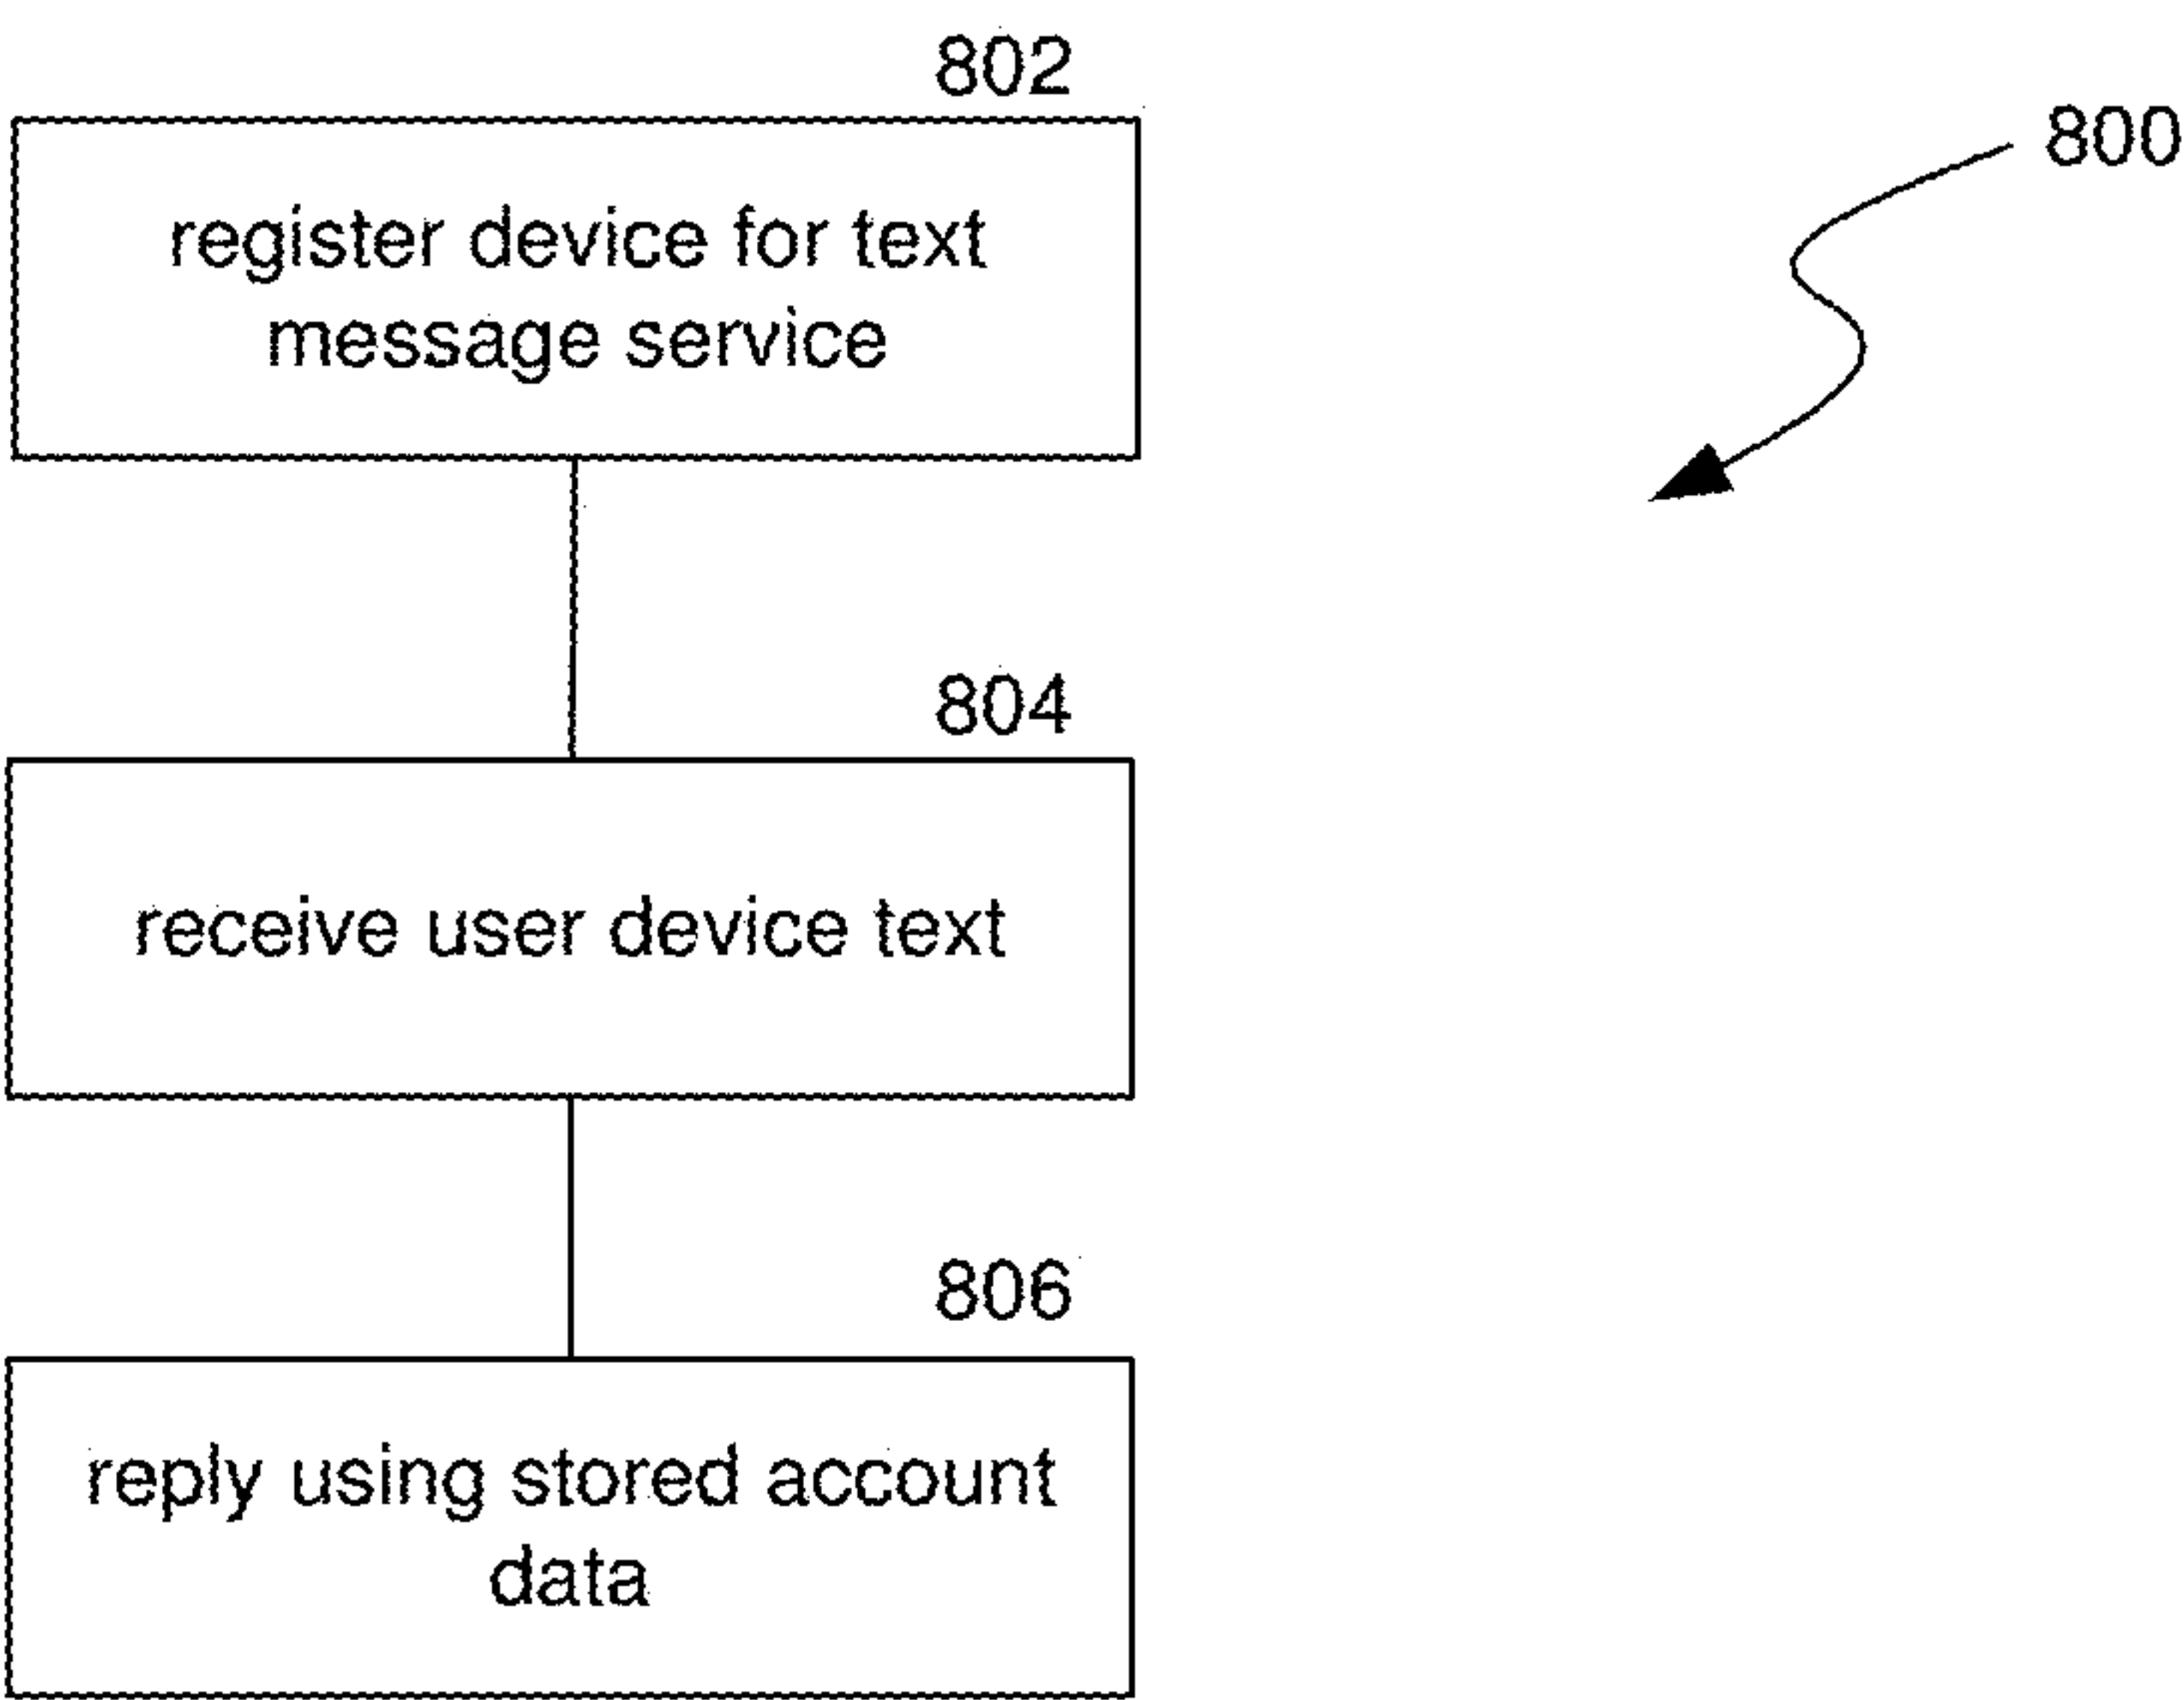 802
800
register device for text
message service
804
receive user device text
806
reply using stored account
data